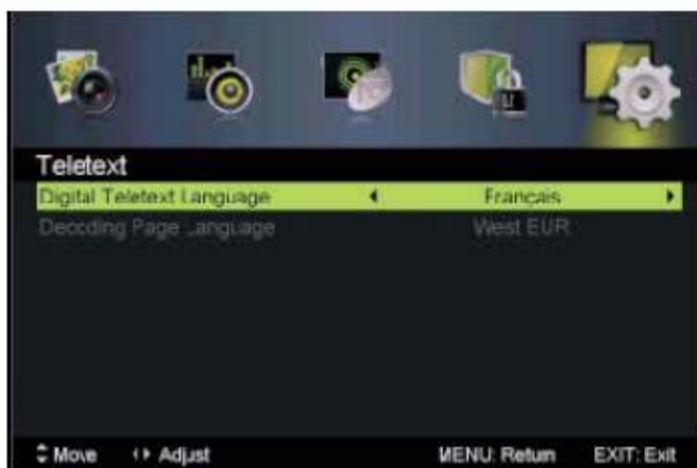 Teletext
Digital Teletext Language Français
Decoding Page Language West EUR
Move Adjust MENU: Return EXIT: Exit